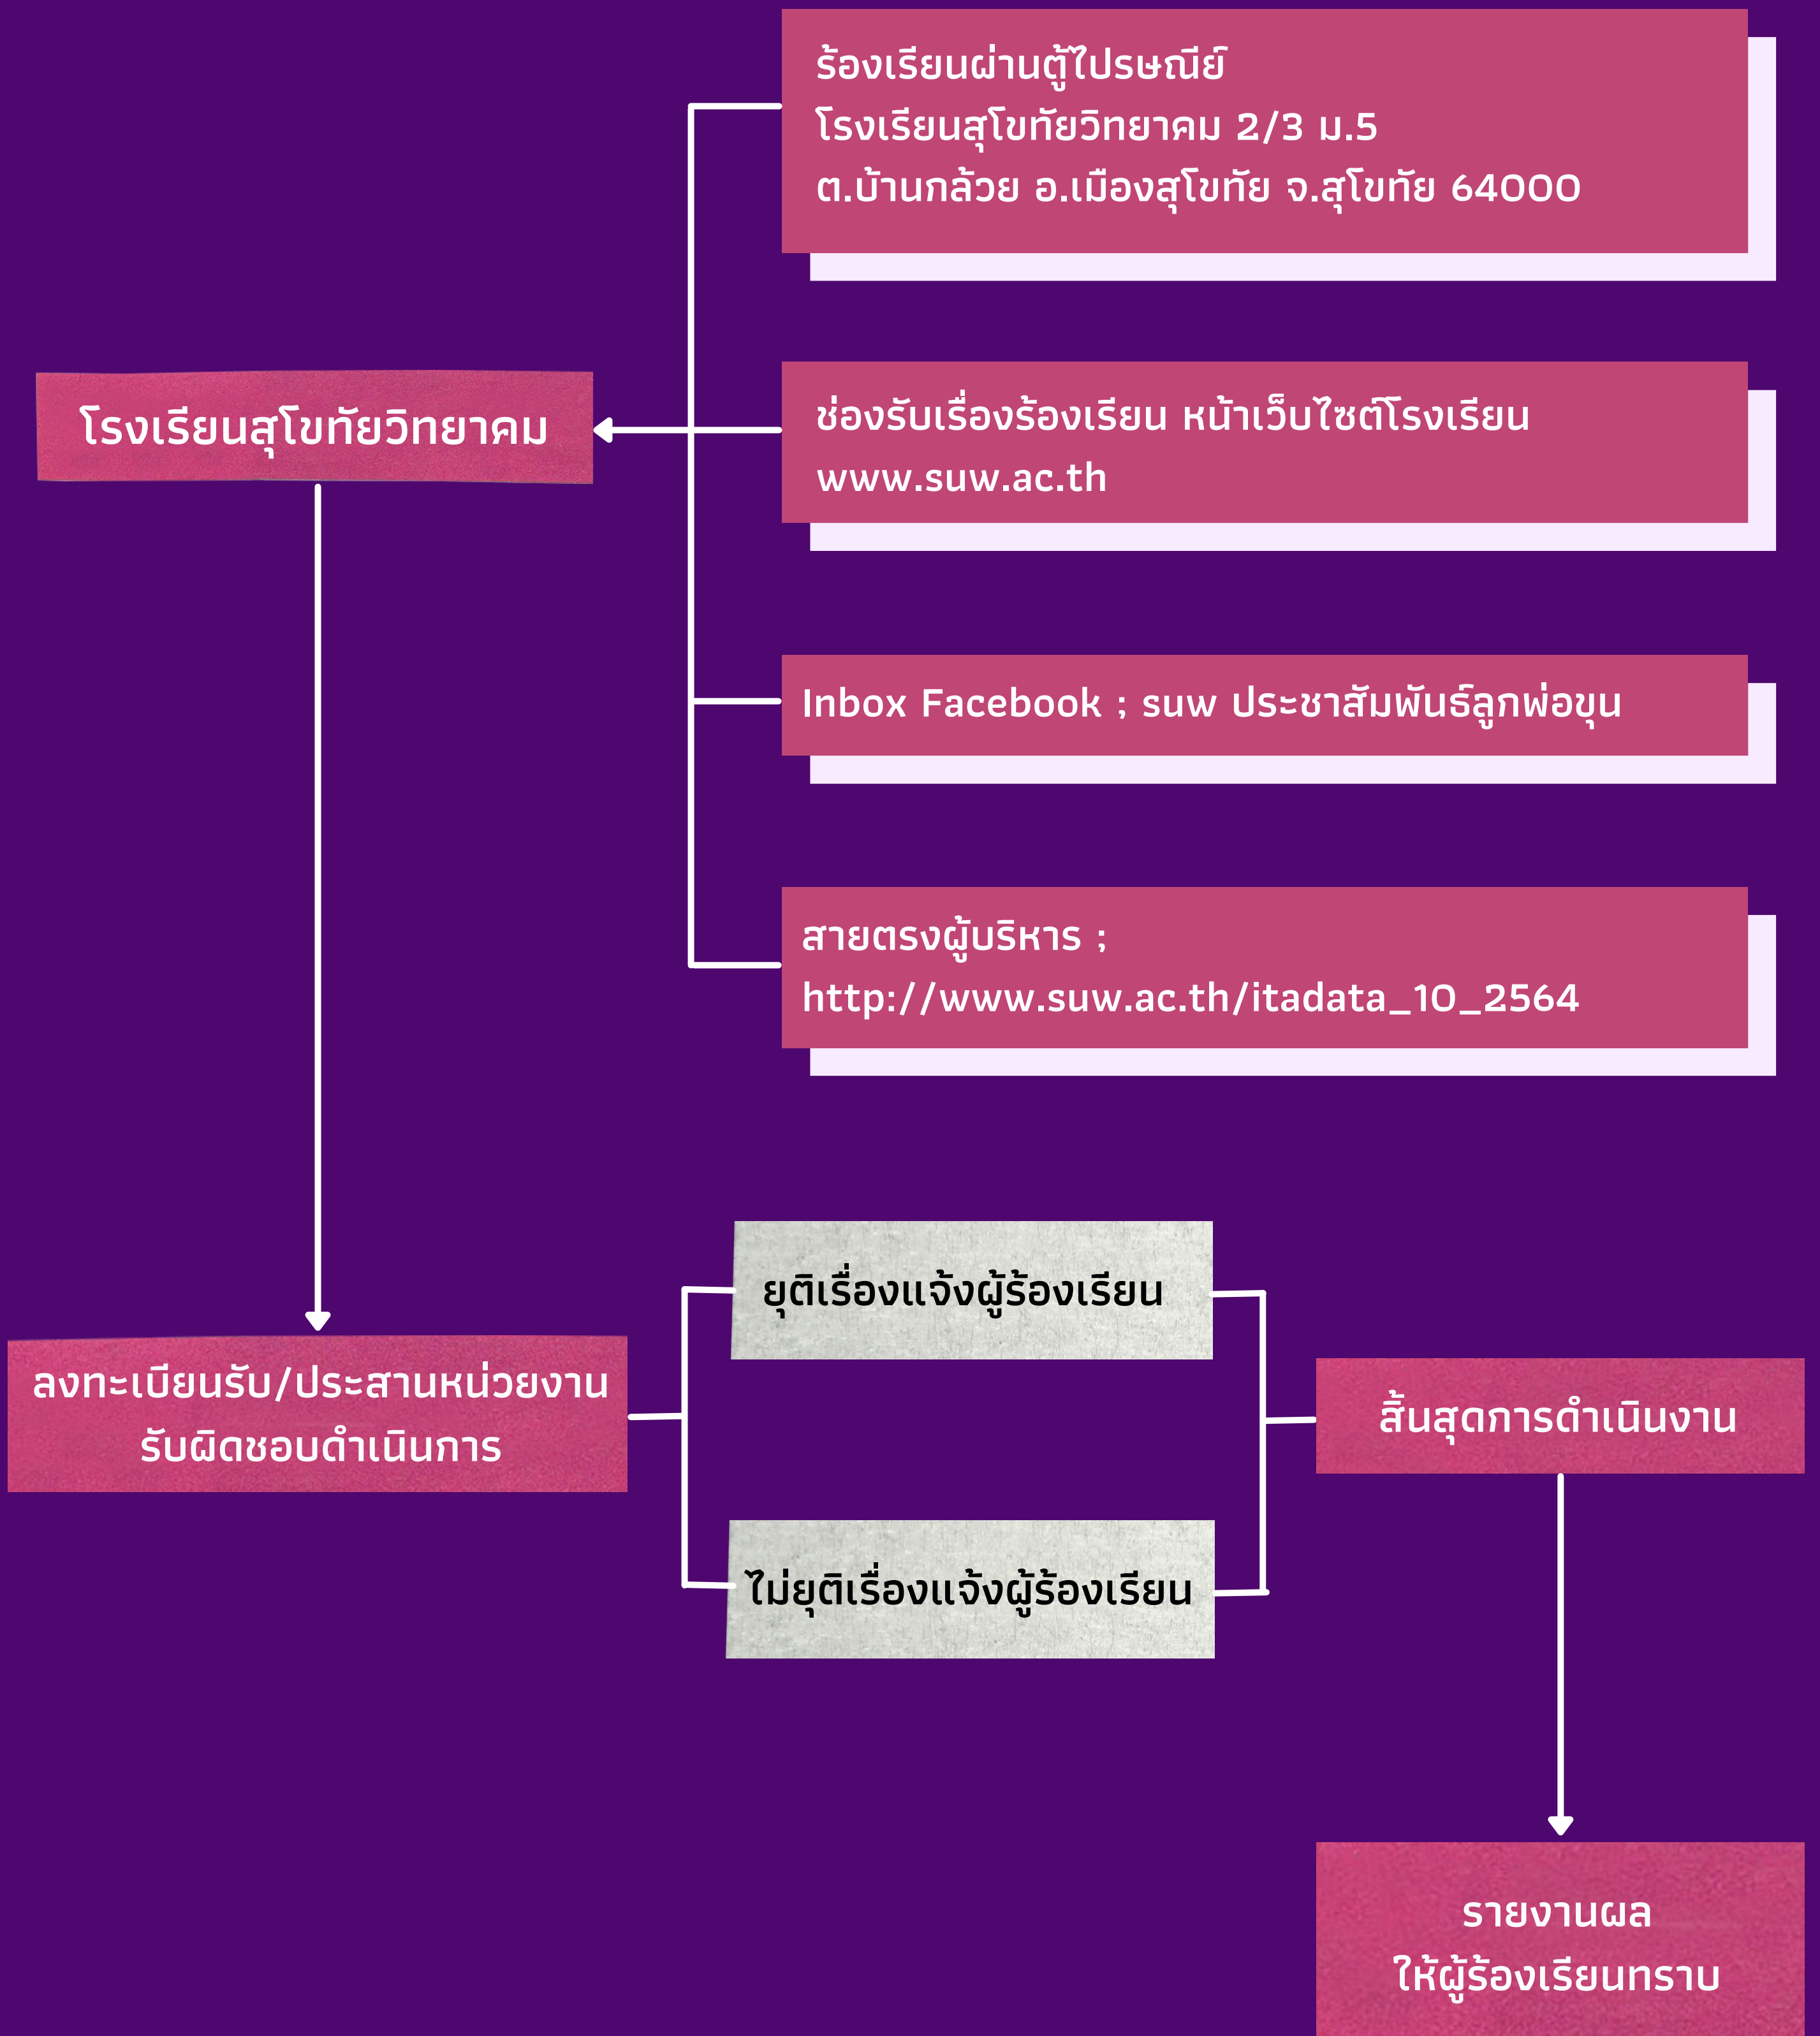 ร้องเรียนผ่านตู้ไปรษณีย์
โรงเรียนสุโขทัยวิทยาคม 2/3 ม.5
ต.บ้านกล้วย อ.เมืองสุโขทัย จ.สุโขทัย 64000
โรงเรียนสุโขทัยวิทยาคม
ช่องรับเรื่องร้องเรียน หน้าเว็บไซต์โรงเรียน
www.suw.ac.th
Inbox Facebook ; suw ประชาสัมพันธ์ลูกพ่อขุน
สายตรงผู้บริหาร ;
http://www.suw.ac.th/itadata_10_2564
ลงทะเบียนรับ/ประสานหน่วยงาน
รับผิดชอบดำเนินการ
ยุติเรื่องแจ้งผู้ร้องเรียน
ไม่ยุติเรื่องแจ้งผู้ร้องเรียน
สิ้นสุดการดำเนินงาน
รายงานผล
ให้ผู้ร้องเรียนทราบ